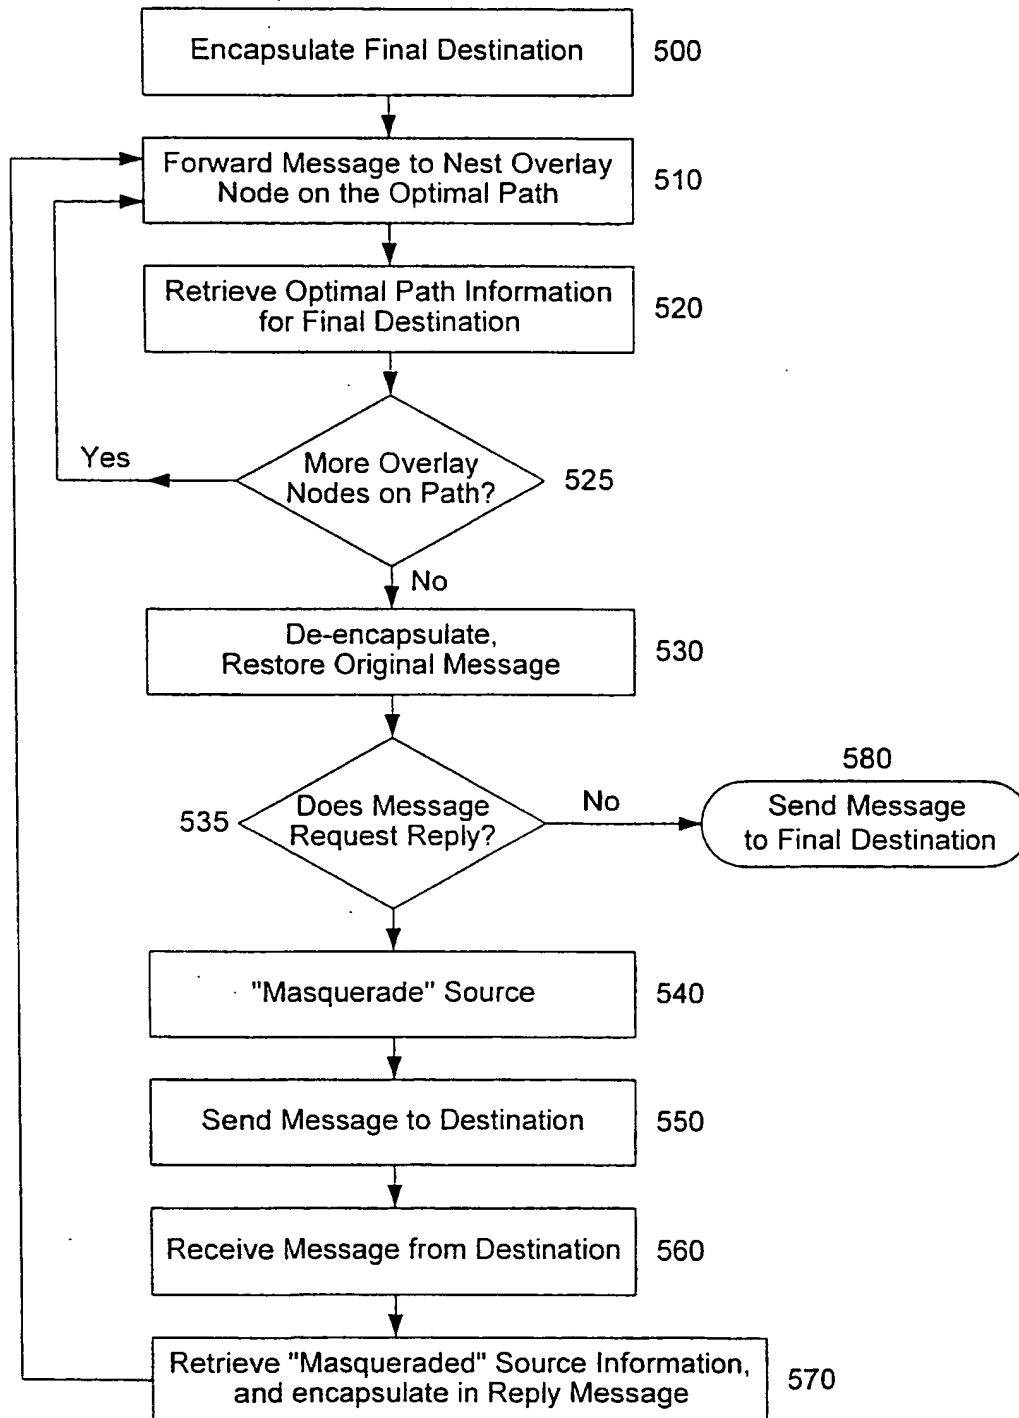 Encapsulate Final Destination
500
Forward Message to Nest Overlay
Node on the Optimal Path
510
Retrieve Optimal Path Information
for Final Destination
520
More Overlay
Nodes on Path?
525
Yes
No
De-encapsulate,
Restore Original Message
530
Does Message
Request Reply?
535
No
580
Send Message
to Final Destination
"Masquerade" Source
540
Send Message to Destination
550
Receive Message from Destination
560
Retrieve "Masqueraded" Source Information,
and encapsulate in Reply Message
570